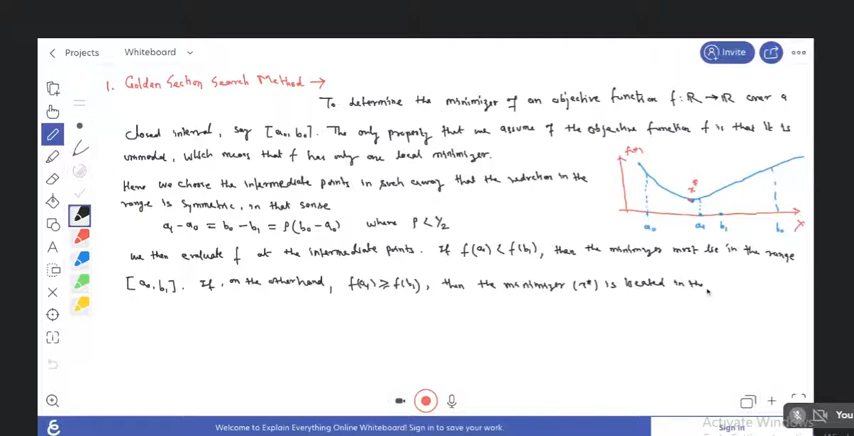 Projects
Whiteboard
Invite
1. Golden Section Search Method →
To determine the minimizer of an objective function f: ℝ → ℝ over a
closed interval, say [a₀, b₀]. The only property that we assume of the objective function f is that it is
unimodal, which means that f has only one local minimizer.
Here we choose the intermediate points in such a way that the reduction in the
range is symmetric, in that sense
a₁ - a₀ = b₀ - b₁ = ρ(b₀ - a₀) where ρ < 1/2
f(x)
x*
a₀ a₁ b₁ b₀ X
we then evaluate f at the intermediate points. If f(a₁) < f(b₁), then the minimizer must lie in the range
[a₀, b₁]. If, on the otherhand, f(a₁) ≥ f(b₁), then the minimizer (x*) is located in the
Welcome to Explain Everything Online Whiteboard! Sign in to save your work.
Sign in
Activate Windows
You